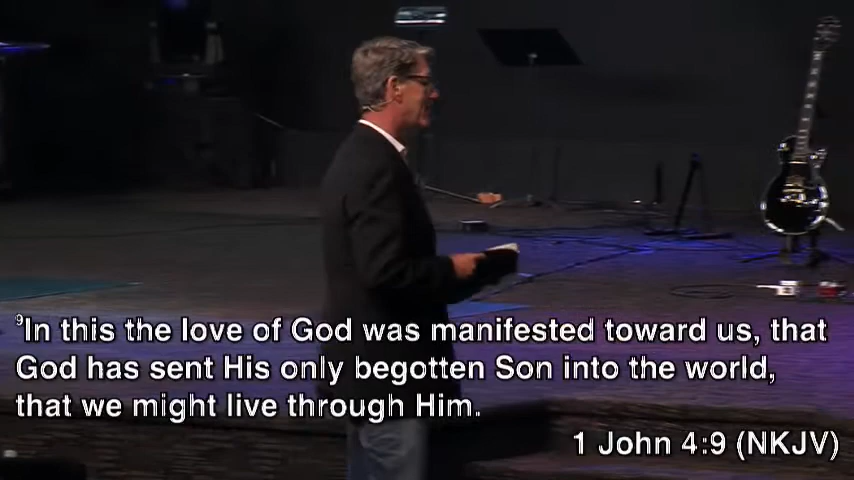 ⁹In this the love of God was manifested toward us, that
God has sent His only begotten Son into the world,
that we might live through Him.
1 John 4:9 (NKJV)